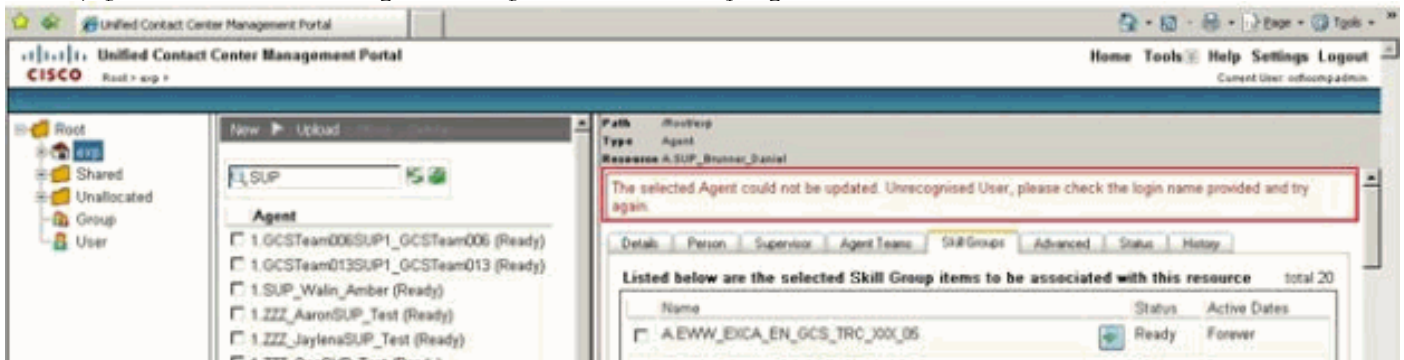 Unified Contact Center Management Portal
Page
Tools
Unified Contact Center Management Portal
CISCO
Root > exp >
Home Tools Help Settings Logout
Current User:
Root
exp
Shared
Unallocated
Group
User
New Upload
SUP
Agent
1.GCSTeam006SUP1_GCSTeam006 (Ready)
1.GCSTeam013SUP1_GCSTeam013 (Ready)
1.SUP_Walin_Amber (Ready)
1.ZZZ_AaronSUP_Test (Ready)
1.ZZZ_JaylenaSUP_Test (Ready)
Path /Root/exp
Type Agent
Resource A.SUP_Brunner_Daniel
The selected Agent could not be updated. Unrecognised User, please check the login name provided and try
again.
Details Person Supervisor Agent Teams Skill Groups Advanced Status History
Listed below are the selected Skill Group items to be associated with this resource total 20
Name Status Active Dates
A.EWW_EXCA_EN_GCS_TRC_XXX_05 Ready Forever